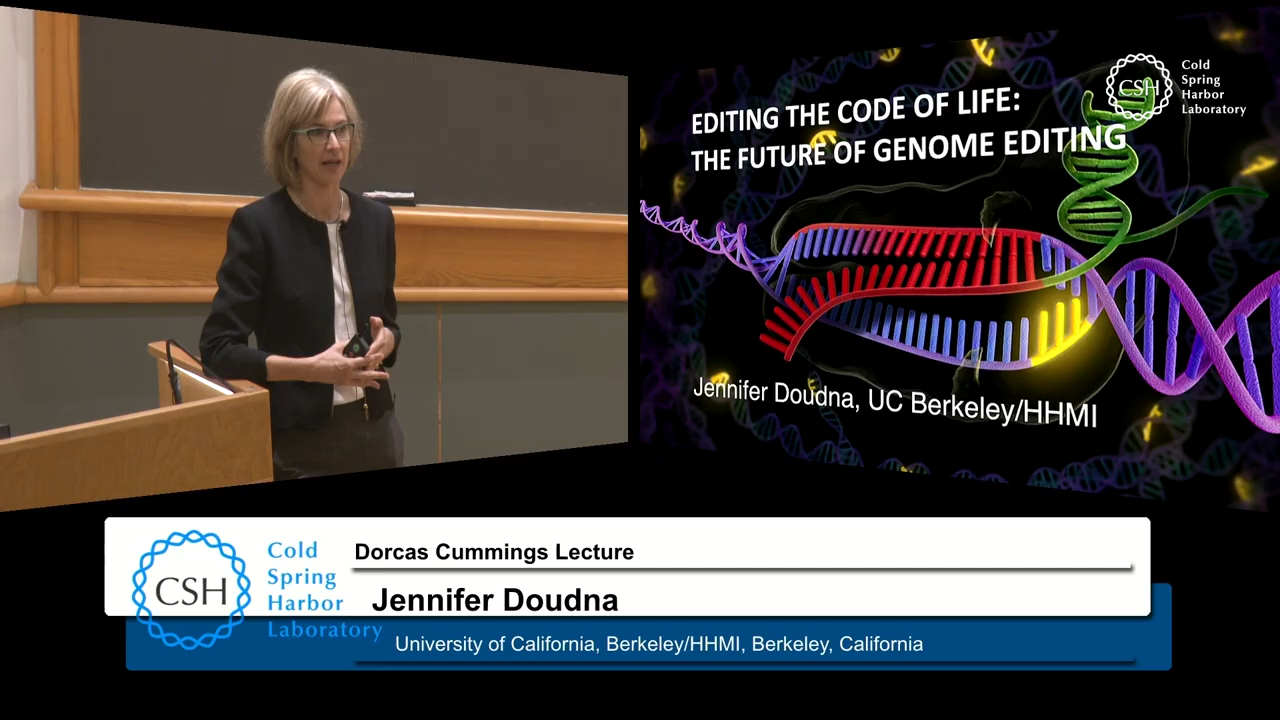 EDITING THE CODE OF LIFE:
THE FUTURE OF GENOME EDITING
Jennifer Doudna, UC Berkeley/HHMI
CSH
Cold
Spring
Harbor
Laboratory
CSH
Cold
Spring
Harbor
Laboratory
Dorcas Cummings Lecture
Jennifer Doudna
University of California, Berkeley/HHMI, Berkeley, California